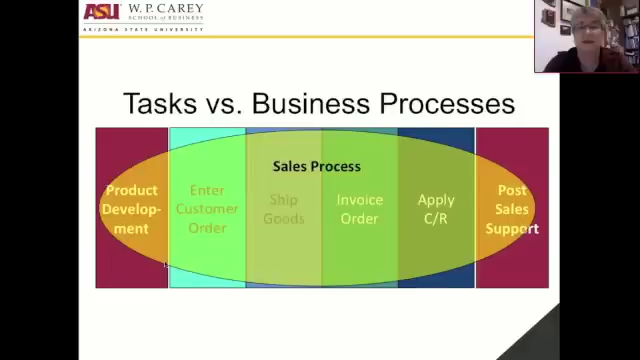 ASU W. P. CAREY
SCHOOL of BUSINESS
ARIZONA STATE UNIVERSITY
Tasks vs. Business Processes
Sales Process
Product
Develop-
ment
Enter
Customer
Order
Ship
Goods
Invoice
Order
Apply
C/R
Post
Sales
Support